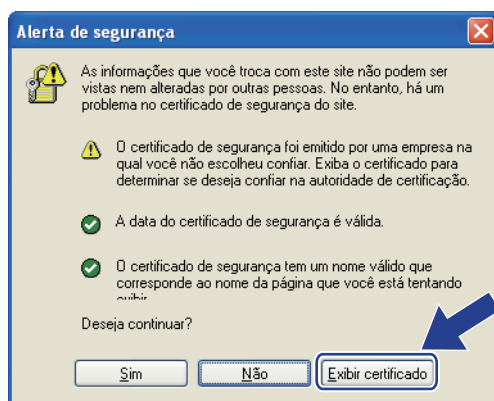 Alerta de segurança
As informações que você troca com este site não podem ser
vistas nem alteradas por outras pessoas. No entanto, há um
problema no certificado de segurança do site.
O certificado de segurança foi emitido por uma empresa na
qual você não escolheu confiar. Exiba o certificado para
determinar se deseja confiar na autoridade de certificação.
A data do certificado de segurança é válida.
O certificado de segurança tem um nome válido que
corresponde ao nome da página que você está tentando
Deseja continuar?
Sim
Não
Exibir certificado